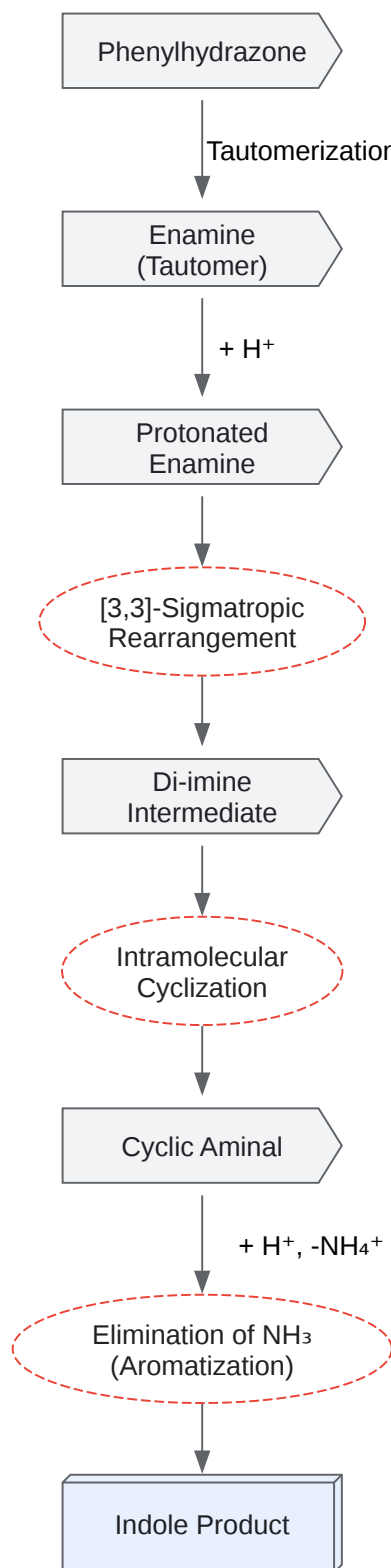 Phenylhydrazone
Tautomerization
Enamine
(Tautomer)
+ H⁺
Protonated
Enamine
[3,3]-Sigmatropic
Rearrangement
Di-imine
Intermediate
Intramolecular
Cyclization
Cyclic Aminal
+ H⁺, -NH₄⁺
Elimination of NH₃
(Aromatization)
Indole Product